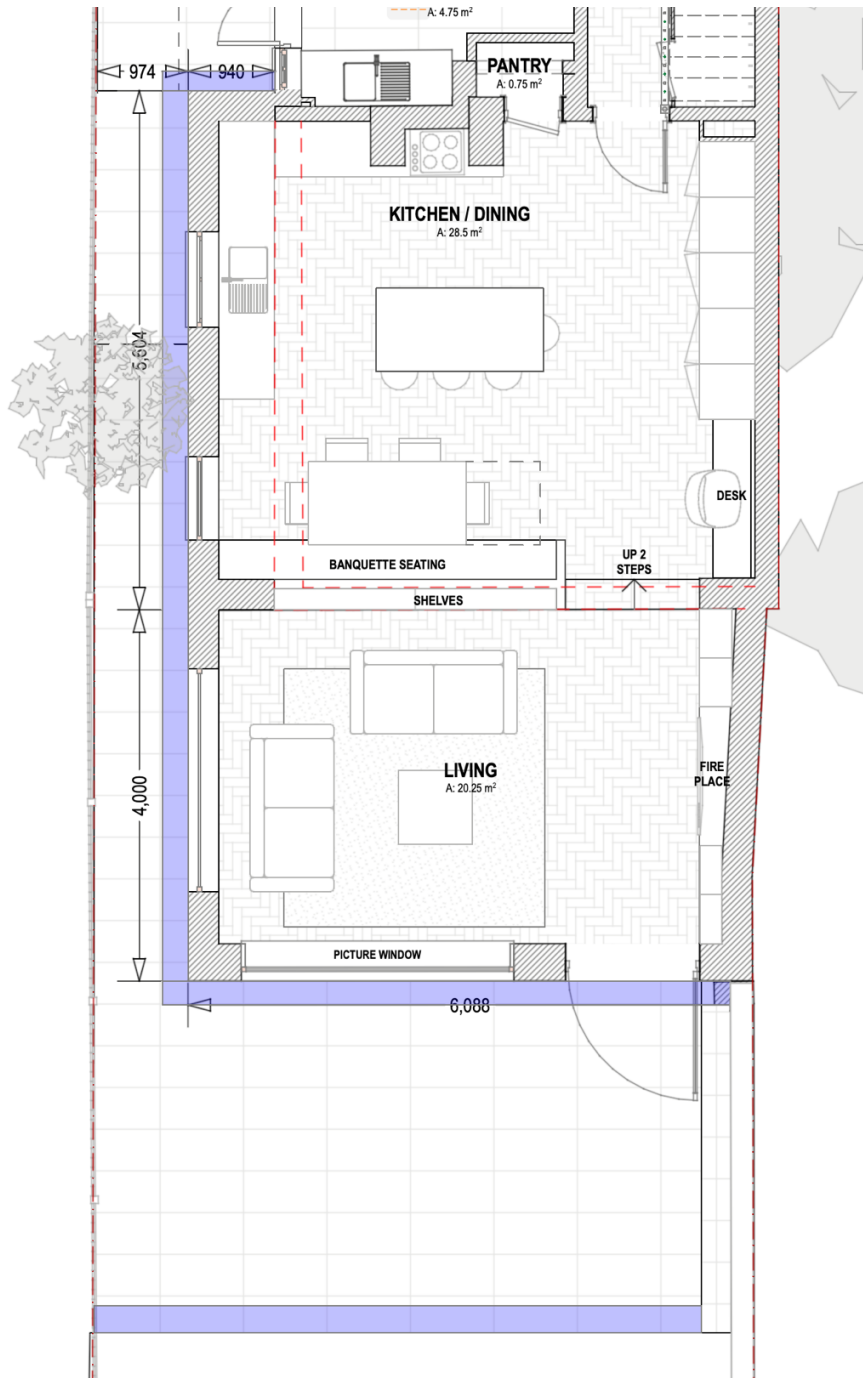 A: 4.75 m²
974
940
PANTRY
A: 0.75 m²
KITCHEN / DINING
A: 28.5 m²
5,604
DESK
BANQUETTE SEATING
UP 2
STEPS
SHELVES
LIVING
A: 20.25 m²
FIRE
PLACE
4,000
PICTURE WINDOW
6,088